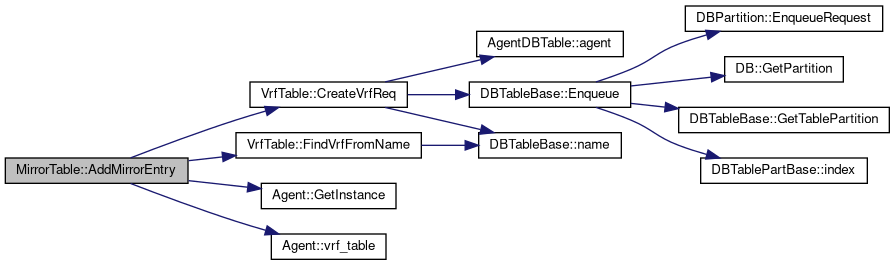 MirrorTable::AddMirrorEntry
VrfTable::CreateVrfReq
VrfTable::FindVrfFromName
Agent::GetInstance
Agent::vrf_table
AgentDBTable::agent
DBTableBase::Enqueue
DBTableBase::name
DBPartition::EnqueueRequest
DB::GetPartition
DBTableBase::GetTablePartition
DBTablePartBase::index